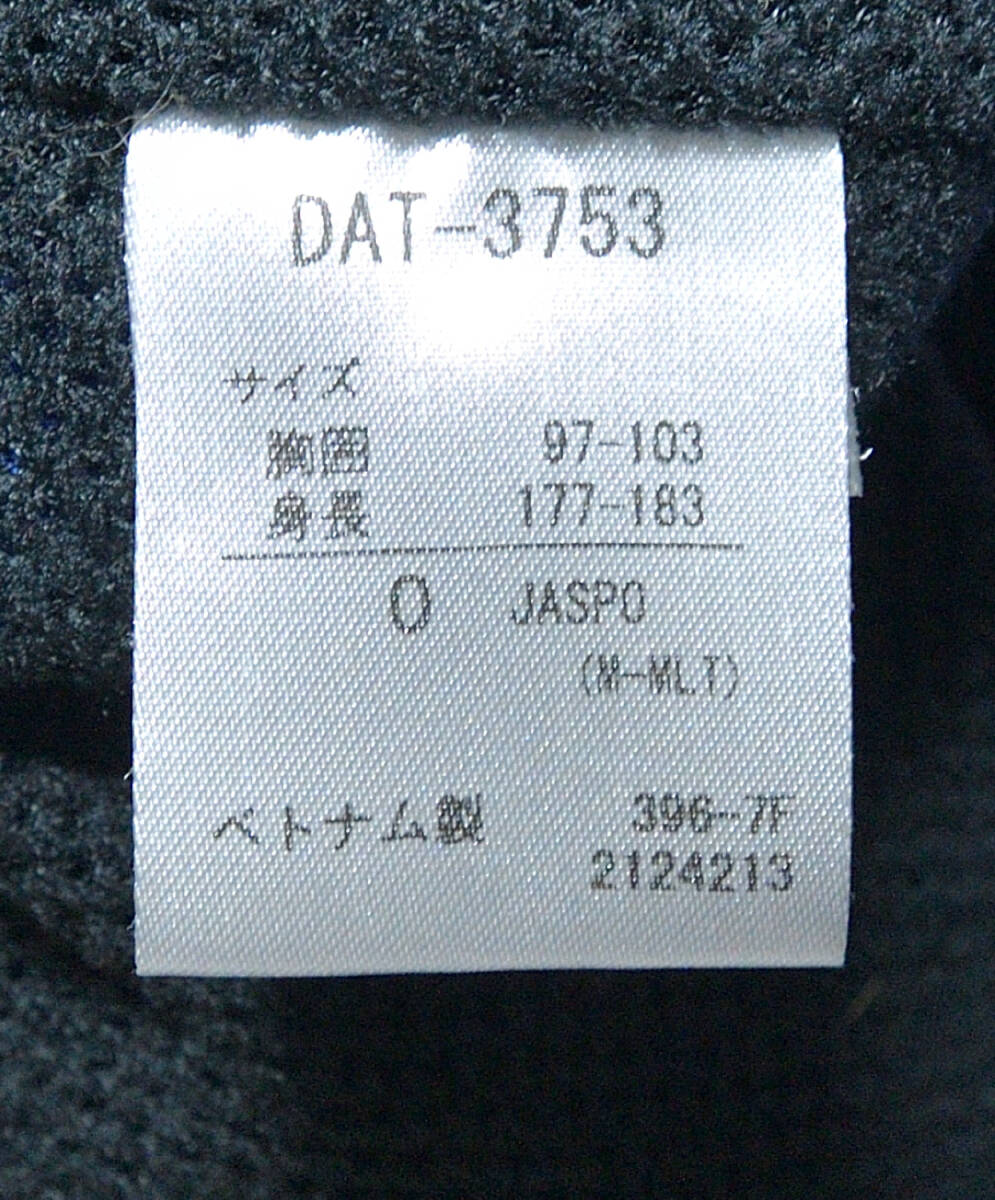 DAT-3753
サイズ
胸囲 97-103
身長 177-183
O JASPO
(M-MLT)
ベトナム製 396-7F
2124213